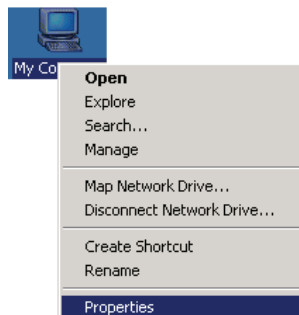 My Co
Open
Explore
Search...
Manage
Map Network Drive...
Disconnect Network Drive...
Create Shortcut
Rename
Properties